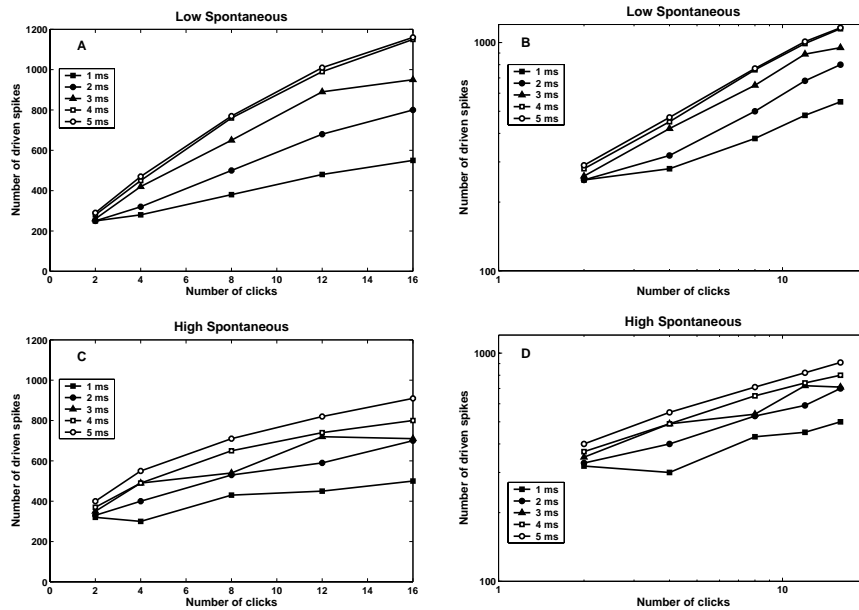 Low Spontaneous
A
1200
1000
800
600
400
200
0
0 2 4 6 8 10 12 14 16
Number of driven spikes
Number of clicks
1 ms
2 ms
3 ms
4 ms
5 ms
Low Spontaneous
B
1000
100
1 10
Number of driven spikes
Number of clicks
1 ms
2 ms
3 ms
4 ms
5 ms
High Spontaneous
C
1200
1000
800
600
400
200
0
0 2 4 6 8 10 12 14 16
Number of driven spikes
Number of clicks
1 ms
2 ms
3 ms
4 ms
5 ms
High Spontaneous
D
1000
100
1 10
Number of driven spikes
Number of clicks
1 ms
2 ms
3 ms
4 ms
5 ms